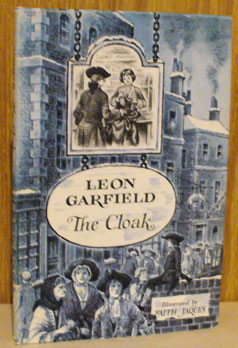 LEON
GARFIELD
The Cloak
Illustrated by
FAITH JAQUES